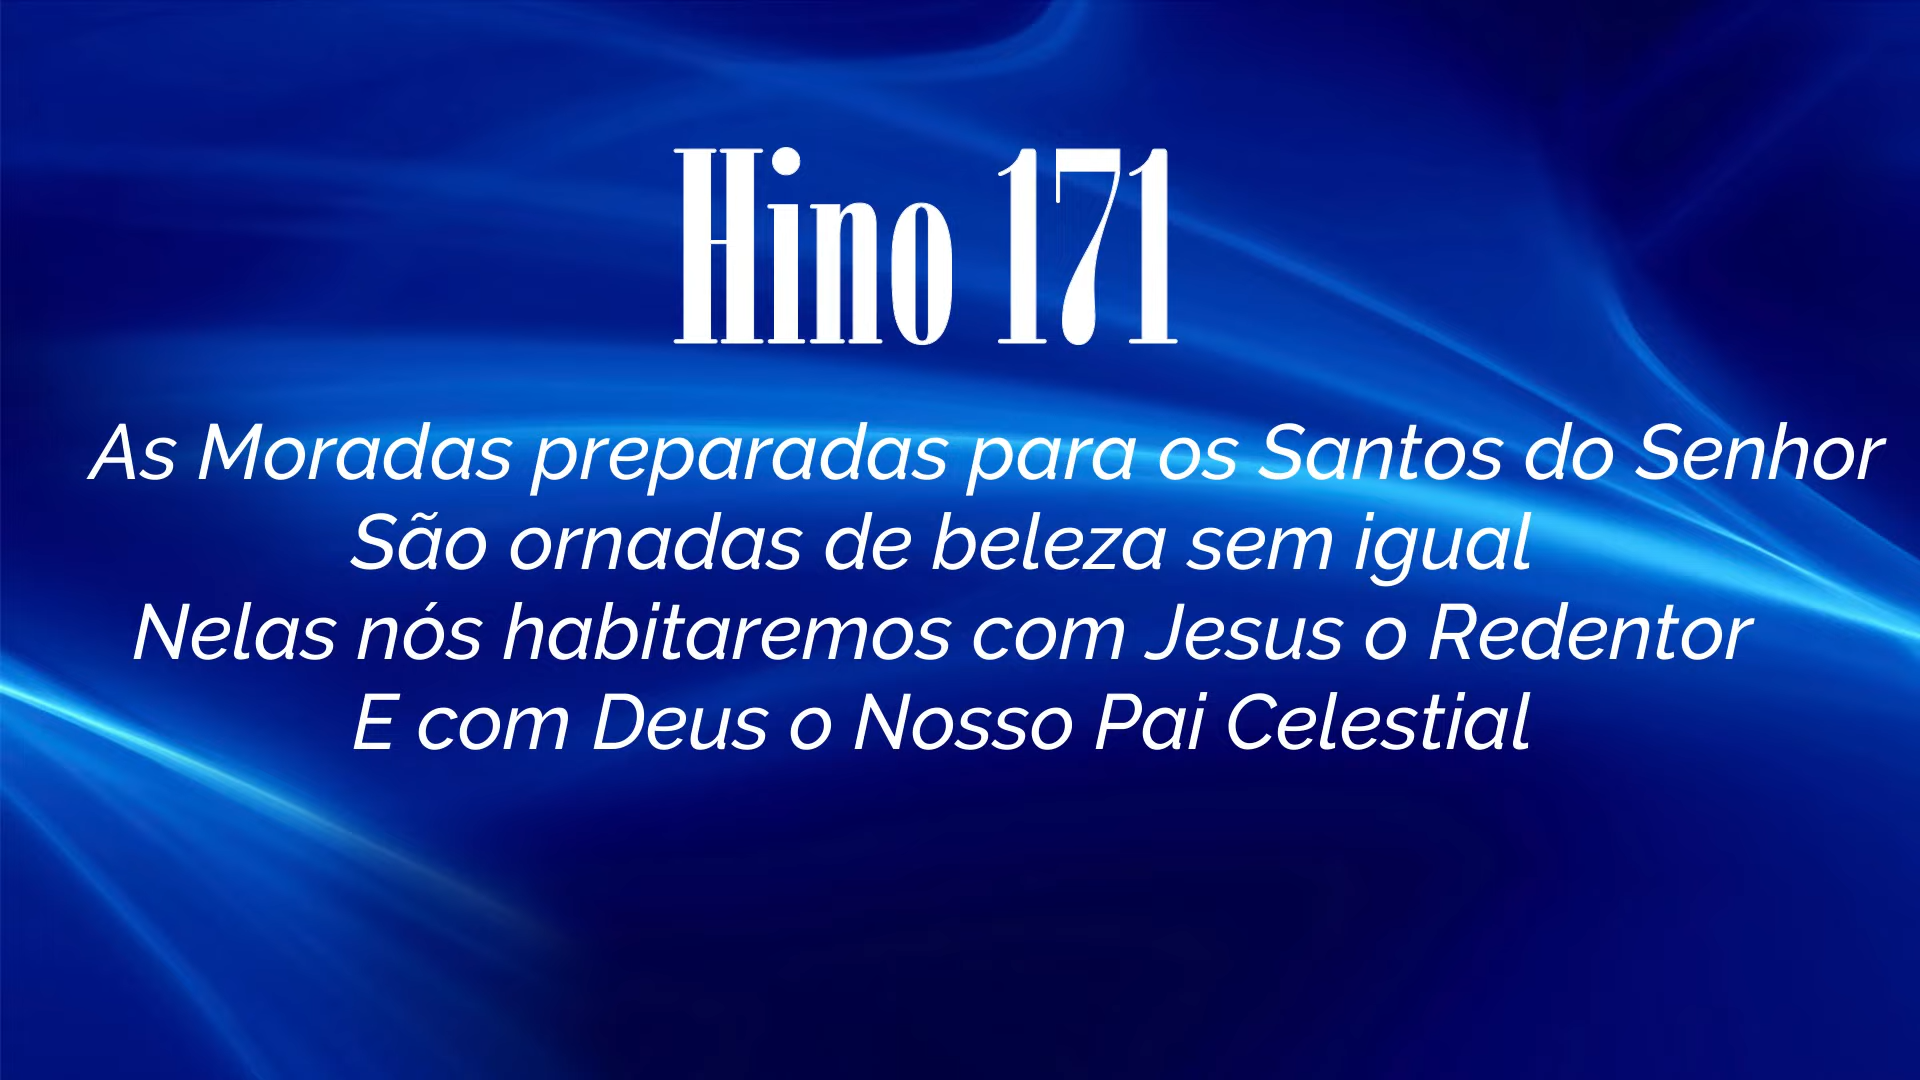 Hino 171
As Moradas preparadas para os Santos do Senhor
São ornadas de beleza sem igual
Nelas nós habitaremos com Jesus o Redentor
E com Deus o Nosso Pai Celestial